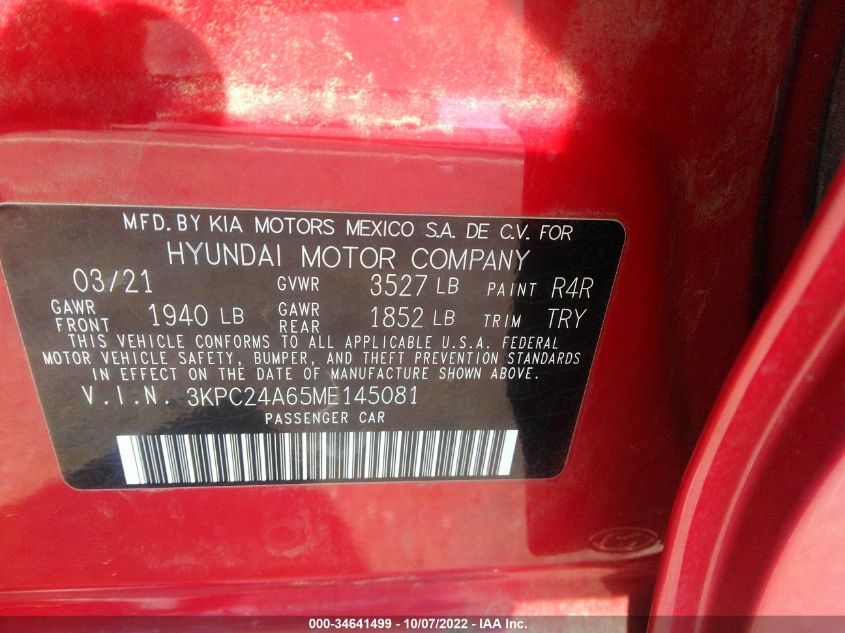 MFD. BY KIA MOTORS MEXICO S.A. DE C.V. FOR
HYUNDAI MOTOR COMPANY
03/21 GVWR 3527 LB PAINT R4R
GAWR FRONT 1940 LB GAWR REAR 1852 LB TRIM TRY
THIS VEHICLE CONFORMS TO ALL APPLICABLE U.S.A. FEDERAL
MOTOR VEHICLE SAFETY, BUMPER, AND THEFT PREVENTION STANDARDS
IN EFFECT ON THE DATE OF MANUFACTURE SHOWN ABOVE.
V.I.N. 3KPC24A65ME145081
PASSENGER CAR
000-34641499 - 10/07/2022 - IAA Inc.